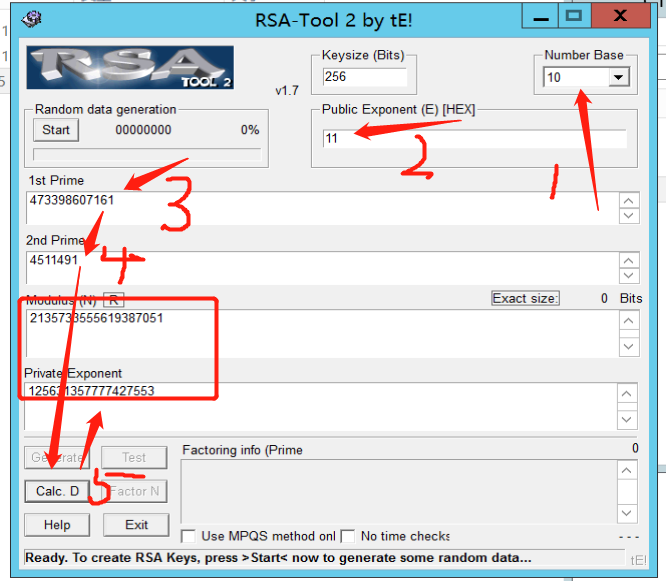 RSA-Tool 2 by tE!
RSA
TOOL 2
v1.7
Keysize (Bits)
256
Number Base
10
Random data generation
Start
00000000
0%
Public Exponent (E) [HEX]
11
2
1
1st Prime
473398607161
3
2nd Prime
4511491
4
Modulus (N)
R
Exact size:
0
Bits
2135733555619387051
Private Exponent
125631357777427553
Generate
Test
Factoring info (Prime
0
Calc. D
5
Factor N
Help
Exit
Use MPQS method onl
No time checks
---
Ready. To create RSA Keys, press >Start< now to generate some random data...
tE!